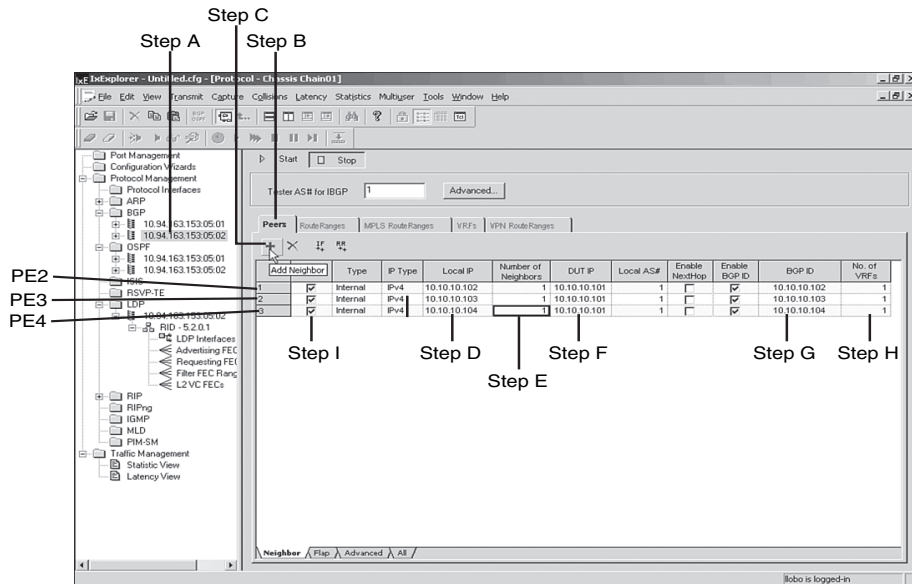 Step C
Step A
Step B
IxExplorer - Untitled.cfg - [Protocol - Chassis Chain01]
File Edit View Transmit Capture Collisions Latency Statistics Multiuser Tools Window Help
Port Management
Configuration Wizards
Protocol Management
Protocol Interfaces
ARP
BGP
10.94.163.153:05:01
10.94.163.153:05:02
OSPF
10.94.163.153:05:01
10.94.163.153:05:02
ISIS
RSVP-TE
LDP
10.94.163.153:05:02
RID - 5.2.0.1
LDP Interfaces
Advertising FEC
Requesting FEC
Filter FEC Rang
L2 VC FECs
RIP
RIPng
IGMP
MLD
PIM-SM
Traffic Management
Statistic View
Latency View
Start Stop
Tester AS# for IBGP 1 Advanced...
Peers RouteRanges MPLS RouteRanges VRFs VPN RouteRanges
Add Neighbor
Type IP Type Local IP Number of Neighbors DUT IP Local AS# Enable NextHop Enable BGP ID BGP ID No. of VRFs
PE2 1 Internal IPv4 10.10.10.102 1 10.10.10.101 1 10.10.10.102 1
PE3 2 Internal IPv4 10.10.10.103 1 10.10.10.101 1 10.10.10.103 1
PE4 3 Internal IPv4 10.10.10.104 1 10.10.10.101 1 10.10.10.104 1
Step I Step D Step E Step F Step G Step H
Neighbor Flap Advanced All
llobo is logged-in